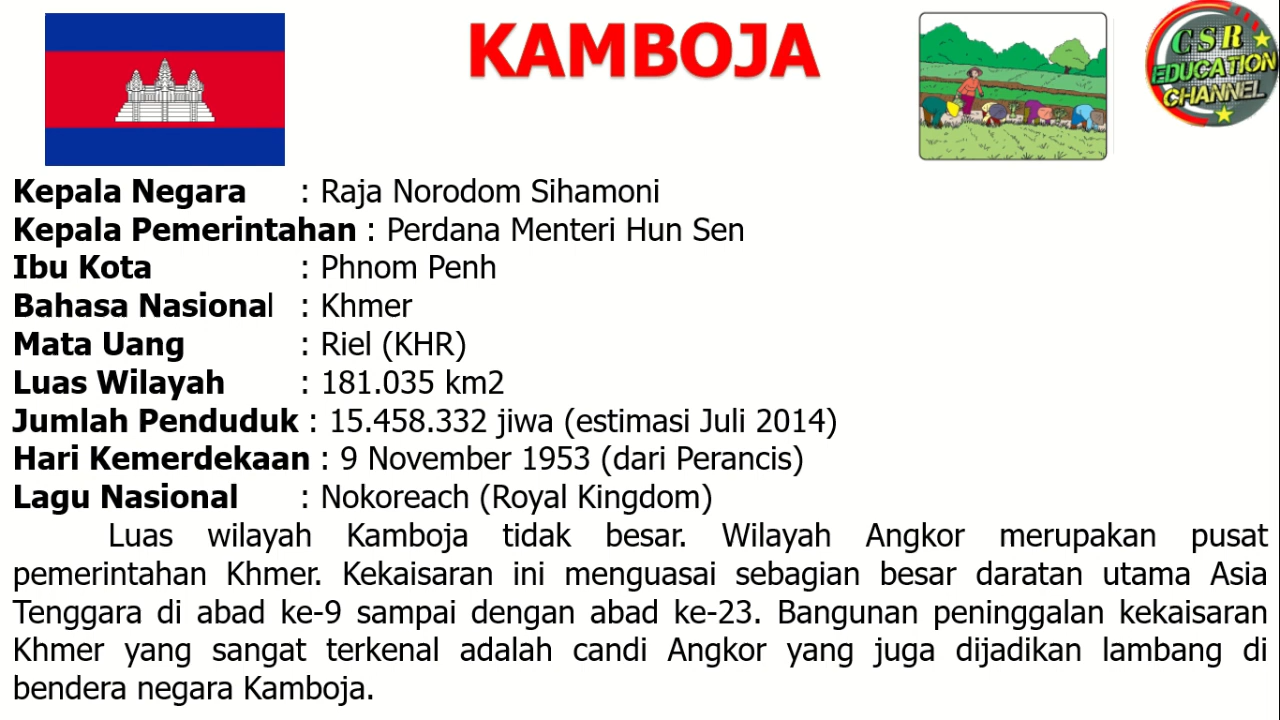 KAMBOJA
CSR
EDUCATION
CHANNEL
Kepala Negara : Raja Norodom Sihamoni
Kepala Pemerintahan : Perdana Menteri Hun Sen
Ibu Kota : Phnom Penh
Bahasa Nasional : Khmer
Mata Uang : Riel (KHR)
Luas Wilayah : 181.035 km2
Jumlah Penduduk : 15.458.332 jiwa (estimasi Juli 2014)
Hari Kemerdekaan : 9 November 1953 (dari Perancis)
Lagu Nasional : Nokoreach (Royal Kingdom)
Luas wilayah Kamboja tidak besar. Wilayah Angkor merupakan pusat
pemerintahan Khmer. Kekaisaran ini menguasai sebagian besar daratan utama Asia
Tenggara di abad ke-9 sampai dengan abad ke-23. Bangunan peninggalan kekaisaran
Khmer yang sangat terkenal adalah candi Angkor yang juga dijadikan lambang di
bendera negara Kamboja.